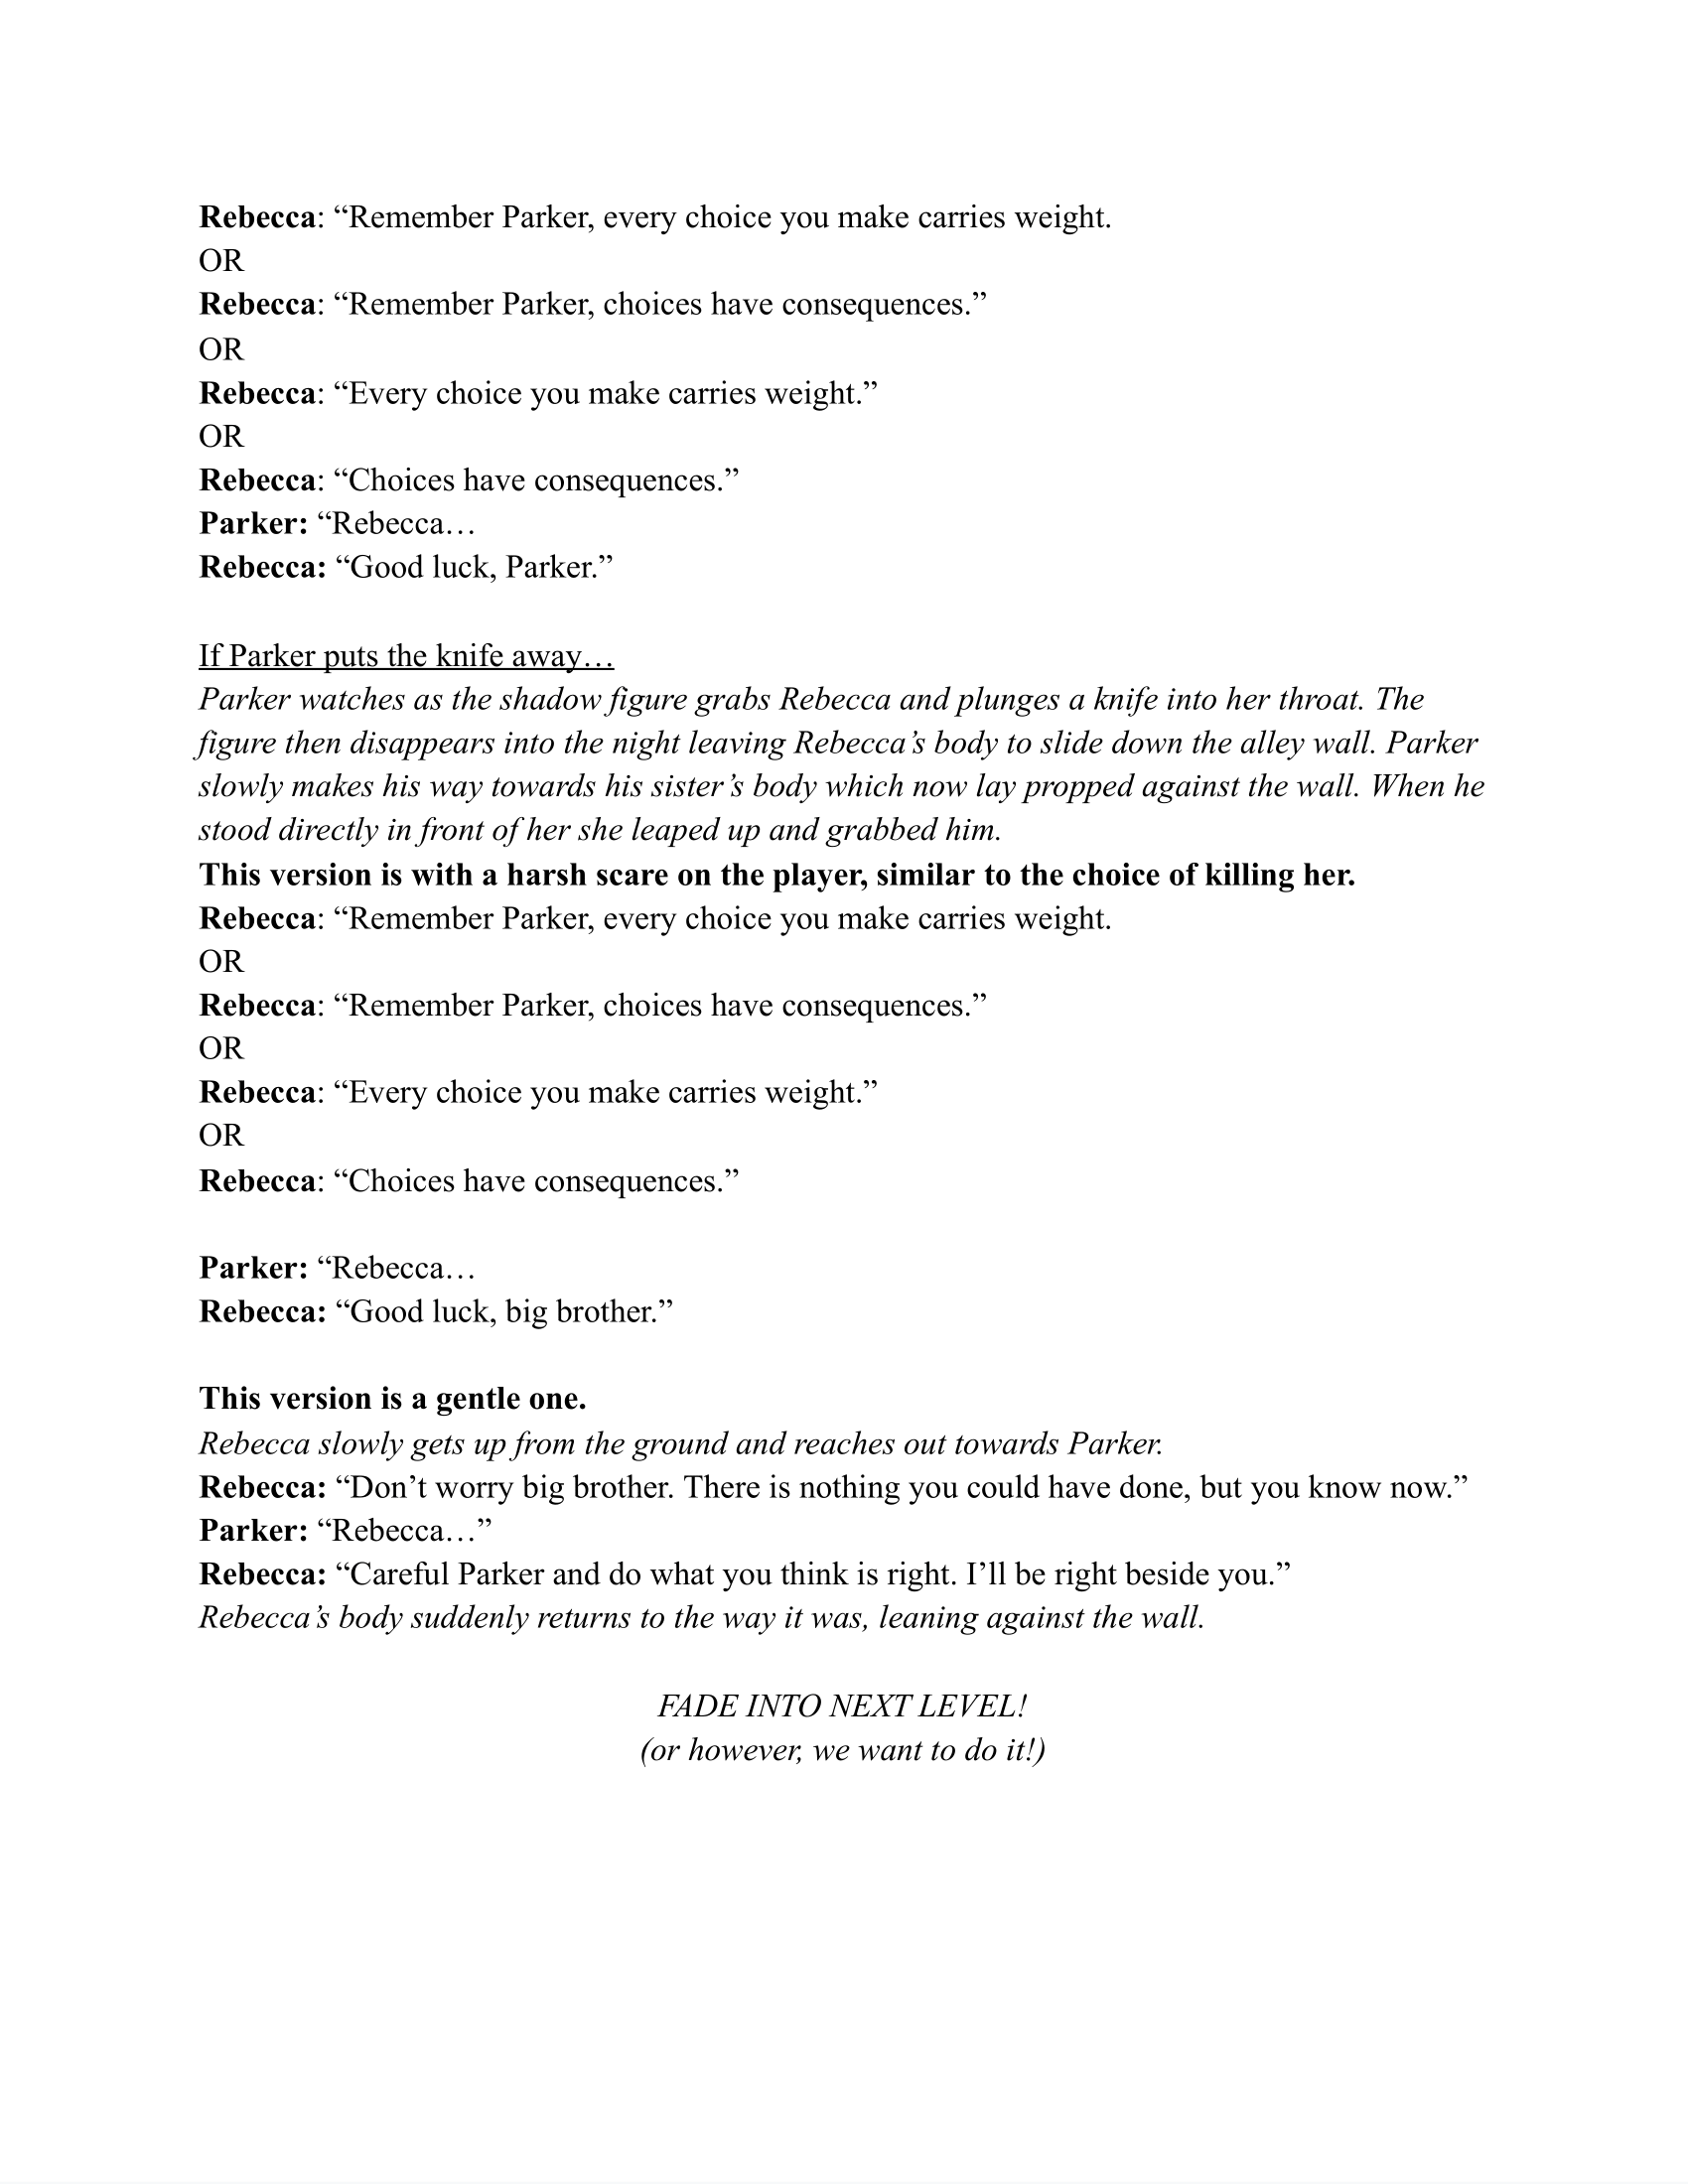 Rebecca: “Remember Parker, every choice you make carries weight.
OR
Rebecca: “Remember Parker, choices have consequences.”
OR
Rebecca: “Every choice you make carries weight.”
OR
Rebecca: “Choices have consequences.”
Parker: “Rebecca…
Rebecca: “Good luck, Parker.”
If Parker puts the knife away…
Parker watches as the shadow figure grabs Rebecca and plunges a knife into her throat. The
figure then disappears into the night leaving Rebecca’s body to slide down the alley wall. Parker
slowly makes his way towards his sister’s body which now lay propped against the wall. When he
stood directly in front of her she leaped up and grabbed him.
This version is with a harsh scare on the player, similar to the choice of killing her.
Rebecca: “Remember Parker, every choice you make carries weight.
OR
Rebecca: “Remember Parker, choices have consequences.”
OR
Rebecca: “Every choice you make carries weight.”
OR
Rebecca: “Choices have consequences.”
Parker: “Rebecca…
Rebecca: “Good luck, big brother.”
This version is a gentle one.
Rebecca slowly gets up from the ground and reaches out towards Parker.
Rebecca: “Don’t worry big brother. There is nothing you could have done, but you know now.”
Parker: “Rebecca…”
Rebecca: “Careful Parker and do what you think is right. I’ll be right beside you.”
Rebecca’s body suddenly returns to the way it was, leaning against the wall.
FADE INTO NEXT LEVEL!
(or however, we want to do it!)